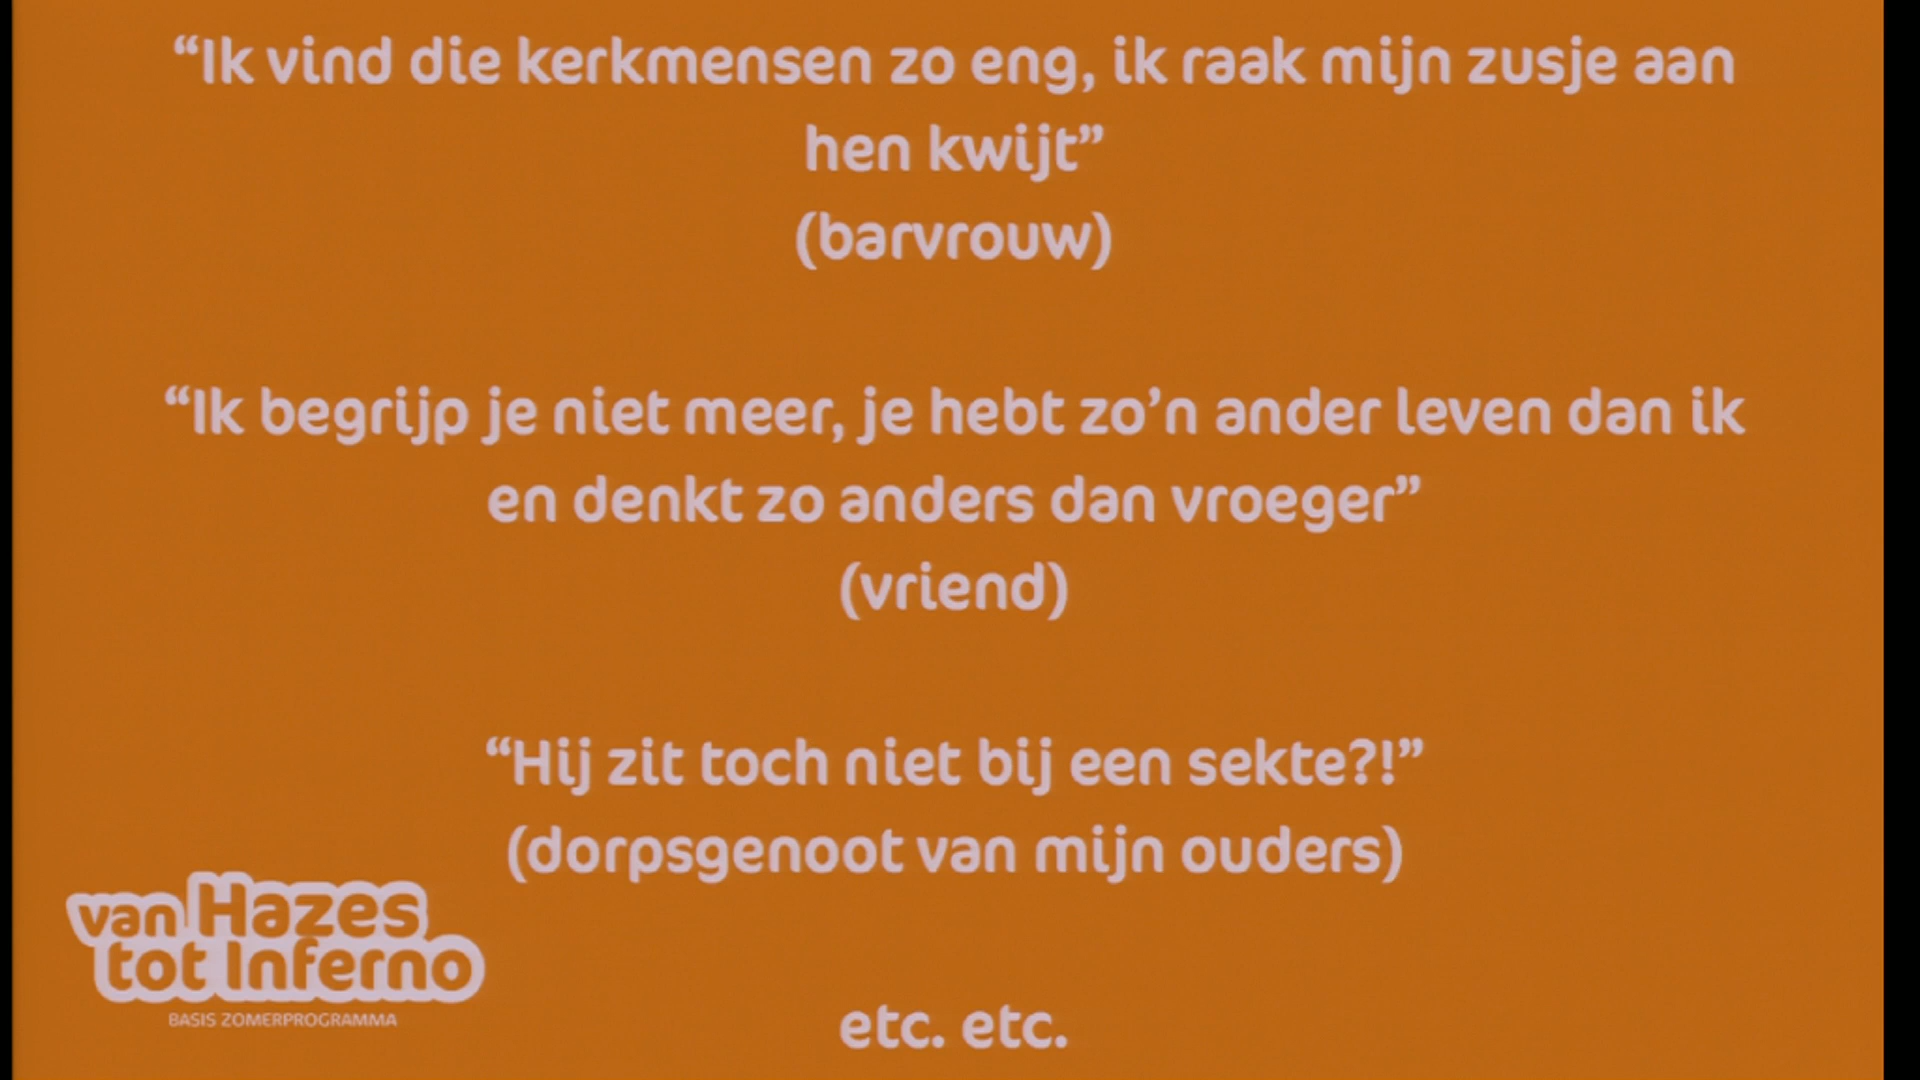 “Ik vind die kerkmensen zo eng, ik raak mijn zusje aan
hen kwijt”
(barvrouw)
“Ik begrijp je niet meer, je hebt zo’n ander leven dan ik
en denkt zo anders dan vroeger”
(vriend)
“Hij zit toch niet bij een sekte?!”
(dorpsgenoot van mijn ouders)
etc. etc.
van Hazes
tot Inferno
BASIS ZOMERPROGRAMMA